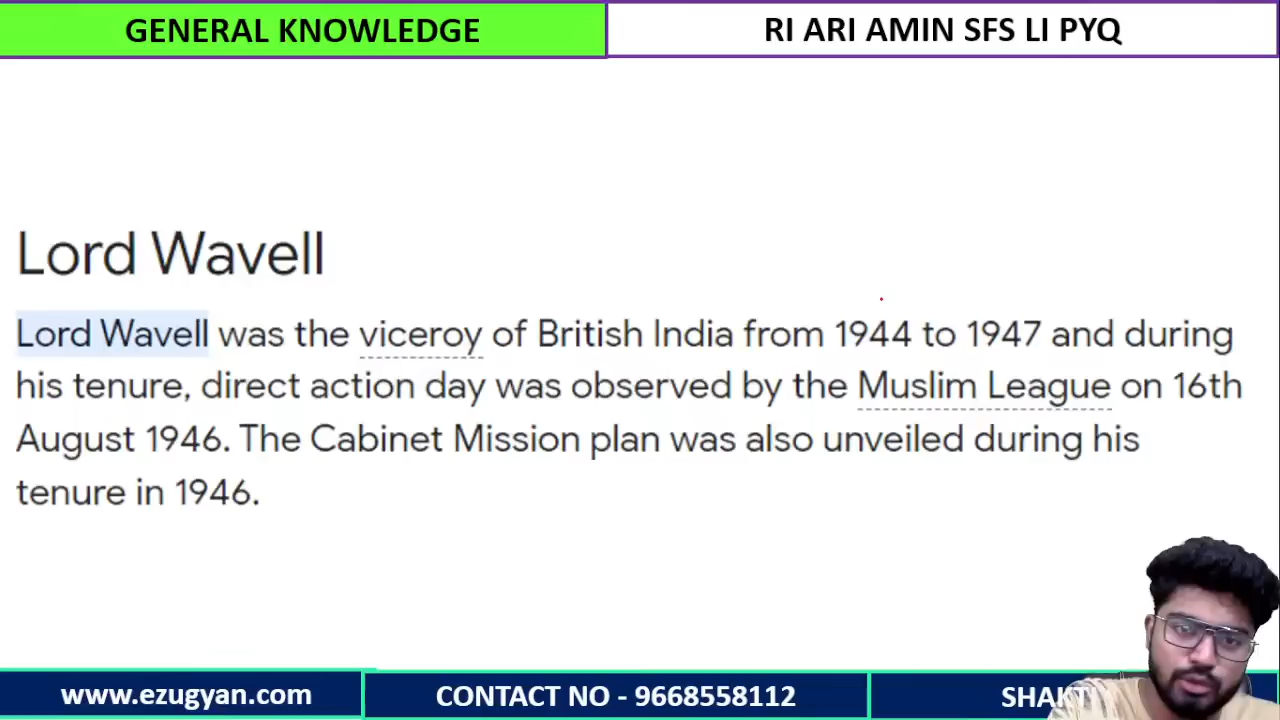 GENERAL KNOWLEDGE
RI ARI AMIN SFS LI PYQ
Lord Wavell
Lord Wavell was the viceroy of British India from 1944 to 1947 and during
his tenure, direct action day was observed by the Muslim League on 16th
August 1946. The Cabinet Mission plan was also unveiled during his
tenure in 1946.
www.ezugyan.com
CONTACT NO - 9668558112
SHAKTI